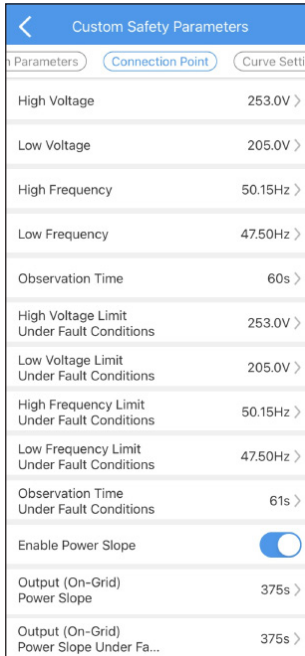 Custom Safety Parameters
Parameters
Connection Point
Curve Setti
High Voltage
253.0V
Low Voltage
205.0V
High Frequency
50.15Hz
Low Frequency
47.50Hz
Observation Time
60s
High Voltage Limit
Under Fault Conditions
253.0V
Low Voltage Limit
Under Fault Conditions
205.0V
High Frequency Limit
Under Fault Conditions
50.15Hz
Low Frequency Limit
Under Fault Conditions
47.50Hz
Observation Time
Under Fault Conditions
61s
Enable Power Slope
Output (On-Grid)
Power Slope
375s
Output (On-Grid)
Power Slope Under Fa...
375s